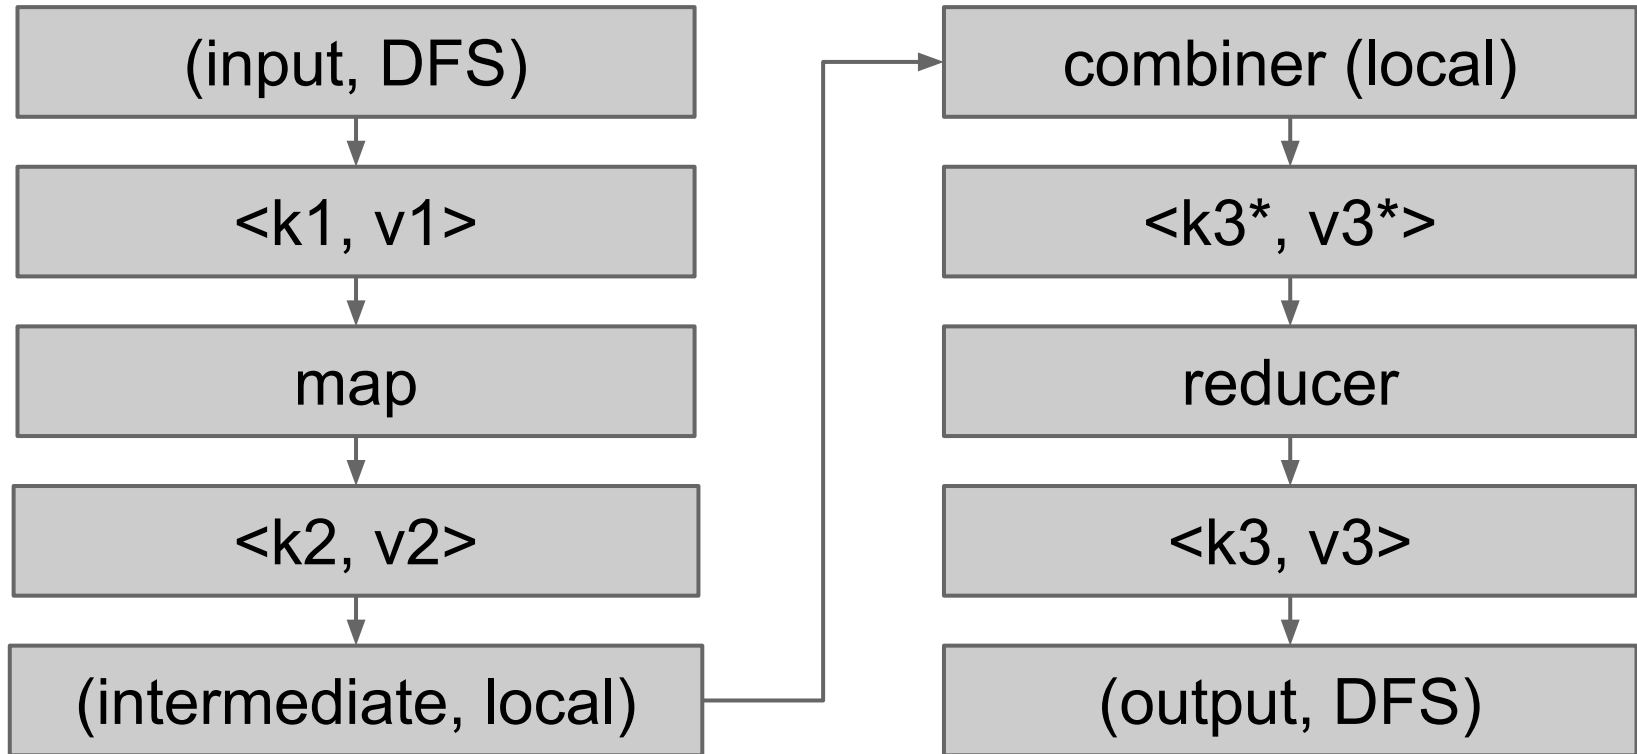 (input, DFS)
<k1, v1>
map
<k2, v2>
(intermediate, local)
combiner (local)
<k3*, v3*>
reducer
<k3, v3>
(output, DFS)